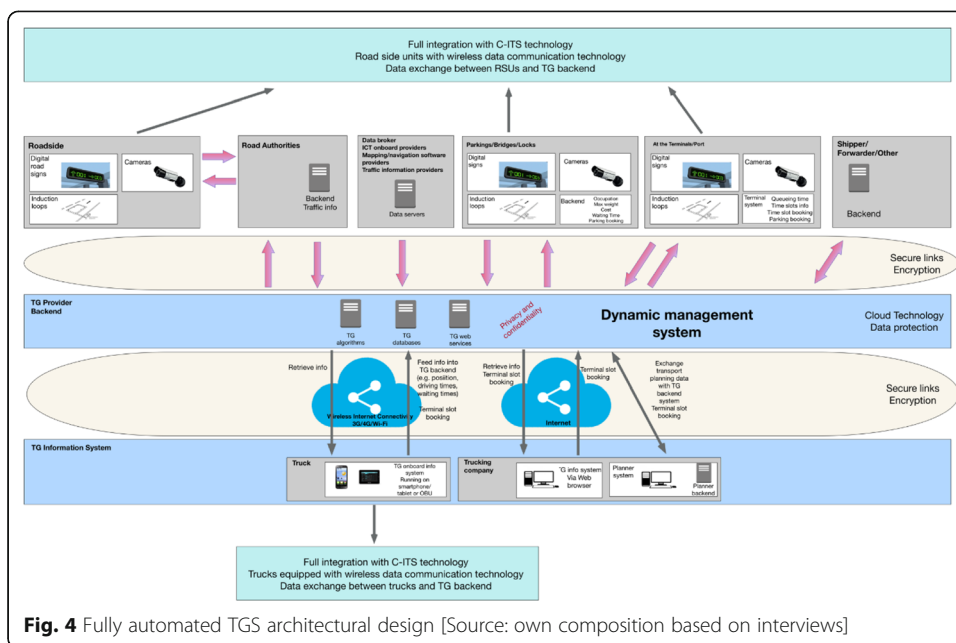 Full integration with C-ITS technology
Road side units with wireless data communication technology
Data exchange between RSUs and TG backend
Roadside
Digital
road
signs
Cameras
Induction
loops
Road Authorities
Backend
Traffic info
Data broker
ICT onboard providers
Mapping/navigation software
providers
Traffic information providers
Data servers
Parkings/Bridges/Locks
Digital
signs
Cameras
Induction
loops
Backend
Occupation
Max weight
Cost
Waiting Time
Parking booking
At the Terminals/Port
Digital
signs
Cameras
Induction
loops
Terminal
system
Queueing time
Time slots info
Time slot booking
Parking booking
Shipper/
Forwarder/Other
Backend
Secure links
Encryption
TG Provider
Backend
TG
algorithms
TG
databases
TG web
services
Privacy and
confidentiality
Dynamic management
system
Cloud Technology
Data protection
Retrieve info
Feed info into
TG backend
(e.g. position,
driving times,
waiting times)
Terminal slot
booking
Wireless Internet Connectivity
3G/4G/Wi-Fi
Retrieve info
Terminal slot
booking
Terminal slot
booking
Internet
Exchange
transport
planning data
with TG
backend
system
Terminal slot
booking
Secure links
Encryption
TG Information System
Truck
TG onboard info
system
Running on
smartphone/
tablet or OBU
Trucking
company
TG info system
Via Web
browser
Planner
system
Planner
backend
Full integration with C-ITS technology
Trucks equipped with wireless data communication technology
Data exchange between trucks and TG backend
Fig. 4 Fully automated TGS architectural design [Source: own composition based on interviews]